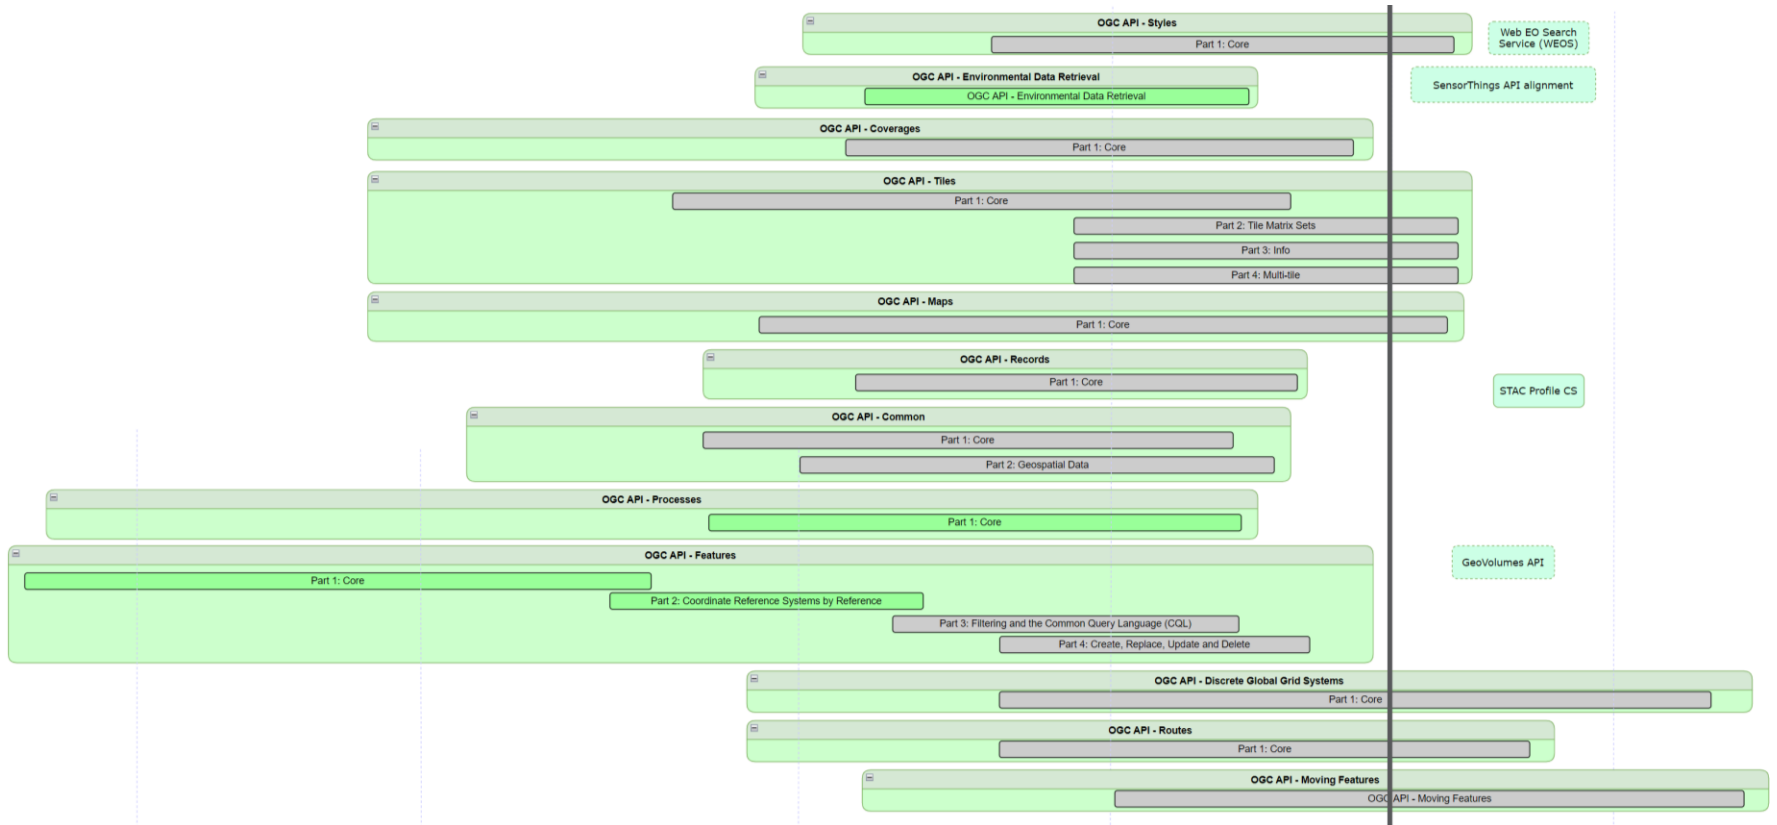 OGC API - Styles
Part 1: Core
Web EO Search
Service (WEOS)
OGC API - Environmental Data Retrieval
OGC API - Environmental Data Retrieval
SensorThings API alignment
OGC API - Coverages
Part 1: Core
OGC API - Tiles
Part 1: Core
Part 2: Tile Matrix Sets
Part 3: Info
Part 4: Multi-tile
OGC API - Maps
Part 1: Core
OGC API - Records
Part 1: Core
STAC Profile CS
OGC API - Common
Part 1: Core
Part 2: Geospatial Data
OGC API - Processes
Part 1: Core
OGC API - Features
Part 1: Core
Part 2: Coordinate Reference Systems by Reference
Part 3: Filtering and the Common Query Language (CQL)
Part 4: Create, Replace, Update and Delete
GeoVolumes API
OGC API - Discrete Global Grid Systems
Part 1: Core
OGC API - Routes
Part 1: Core
OGC API - Moving Features
OGC API - Moving Features